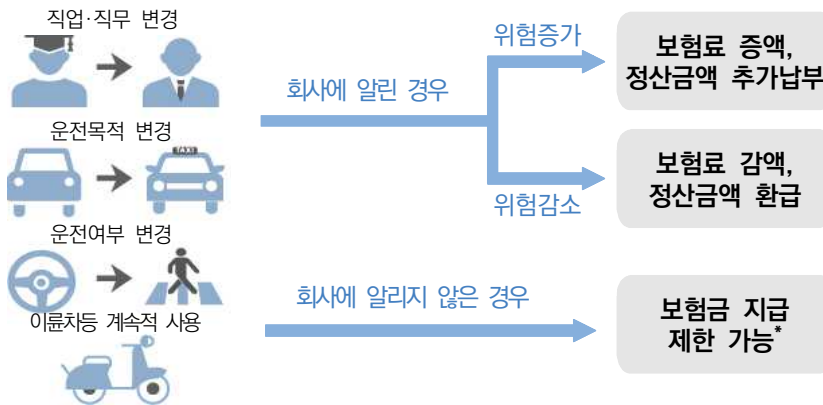 직업·직무 변경
운전목적 변경
TAXI
운전여부 변경
이륜차등 계속적 사용
회사에 알린 경우
위험증가
보험료 증액,
정산금액 추가납부
위험감소
보험료 감액,
정산금액 환급
회사에 알리지 않은 경우
보험금 지급
제한 가능*